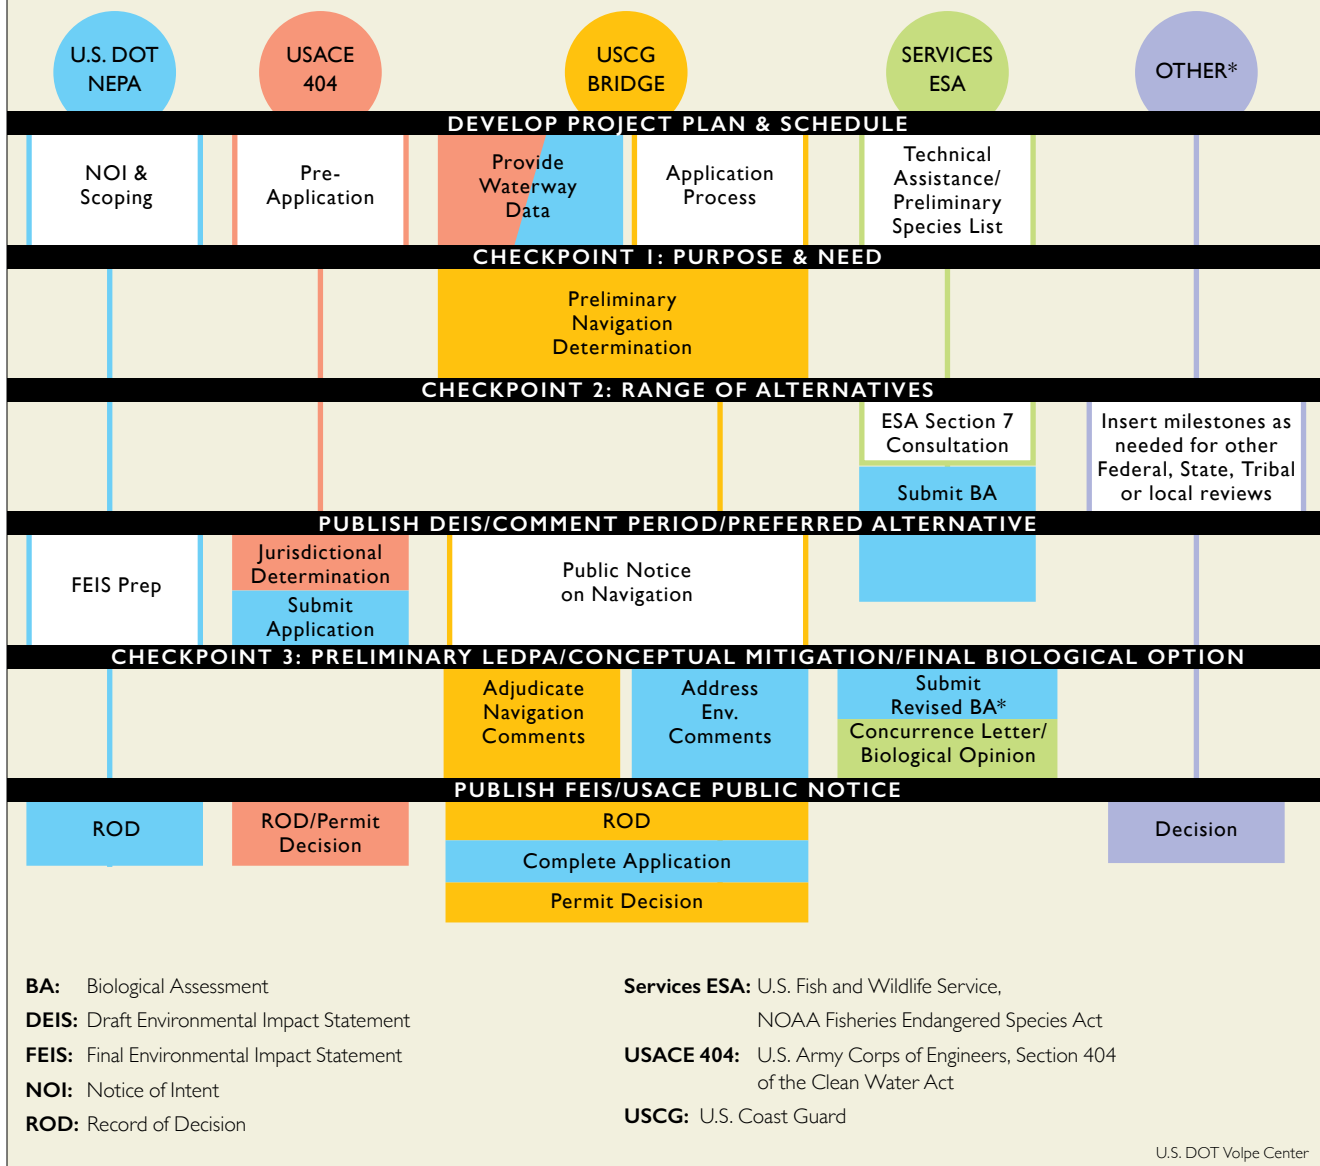 U.S. DOT
NEPA
USACE
404
USCG
BRIDGE
SERVICES
ESA
OTHER*
DEVELOP PROJECT PLAN & SCHEDULE
NOI &
Scoping
Pre-
Application
Provide
Waterway
Data
Application
Process
Technical
Assistance/
Preliminary
Species List
CHECKPOINT 1: PURPOSE & NEED
Preliminary
Navigation
Determination
CHECKPOINT 2: RANGE OF ALTERNATIVES
ESA Section 7
Consultation
Submit BA
Insert milestones as
needed for other
Federal, State, Tribal
or local reviews
PUBLISH DEIS/COMMENT PERIOD/PREFERRED ALTERNATIVE
FEIS Prep
Jurisdictional
Determination
Submit
Application
Public Notice
on Navigation
CHECKPOINT 3: PRELIMINARY LEDPA/CONCEPTUAL MITIGATION/FINAL BIOLOGICAL OPTION
Adjudicate
Navigation
Comments
Address
Env.
Comments
Submit
Revised BA*
Concurrence Letter/
Biological Opinion
PUBLISH FEIS/USACE PUBLIC NOTICE
ROD
ROD/Permit
Decision
ROD
Complete Application
Permit Decision
Decision
BA: Biological Assessment
DEIS: Draft Environmental Impact Statement
FEIS: Final Environmental Impact Statement
NOI: Notice of Intent
ROD: Record of Decision
Services ESA: U.S. Fish and Wildlife Service,
NOAA Fisheries Endangered Species Act
USACE 404: U.S. Army Corps of Engineers, Section 404
of the Clean Water Act
USCG: U.S. Coast Guard
U.S. DOT Volpe Center